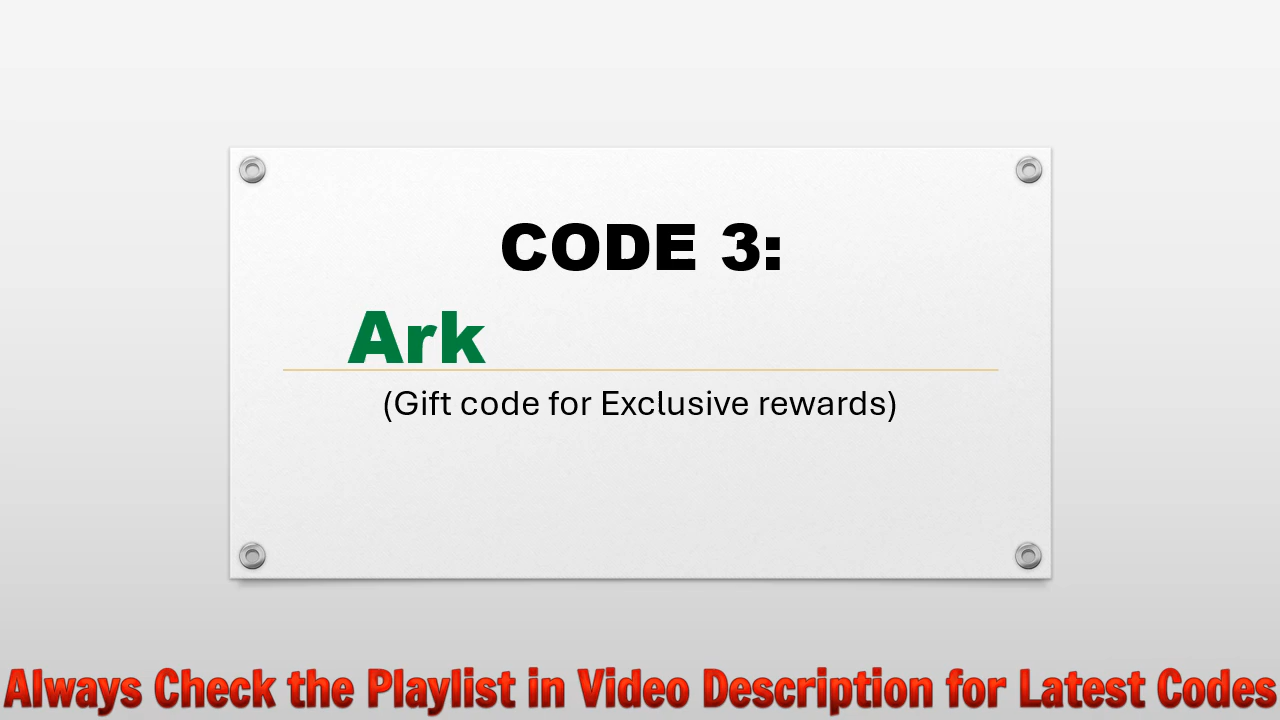 CODE 3:
Ark
(Gift code for Exclusive rewards)
Always Check the Playlist in Video Description for Latest Codes